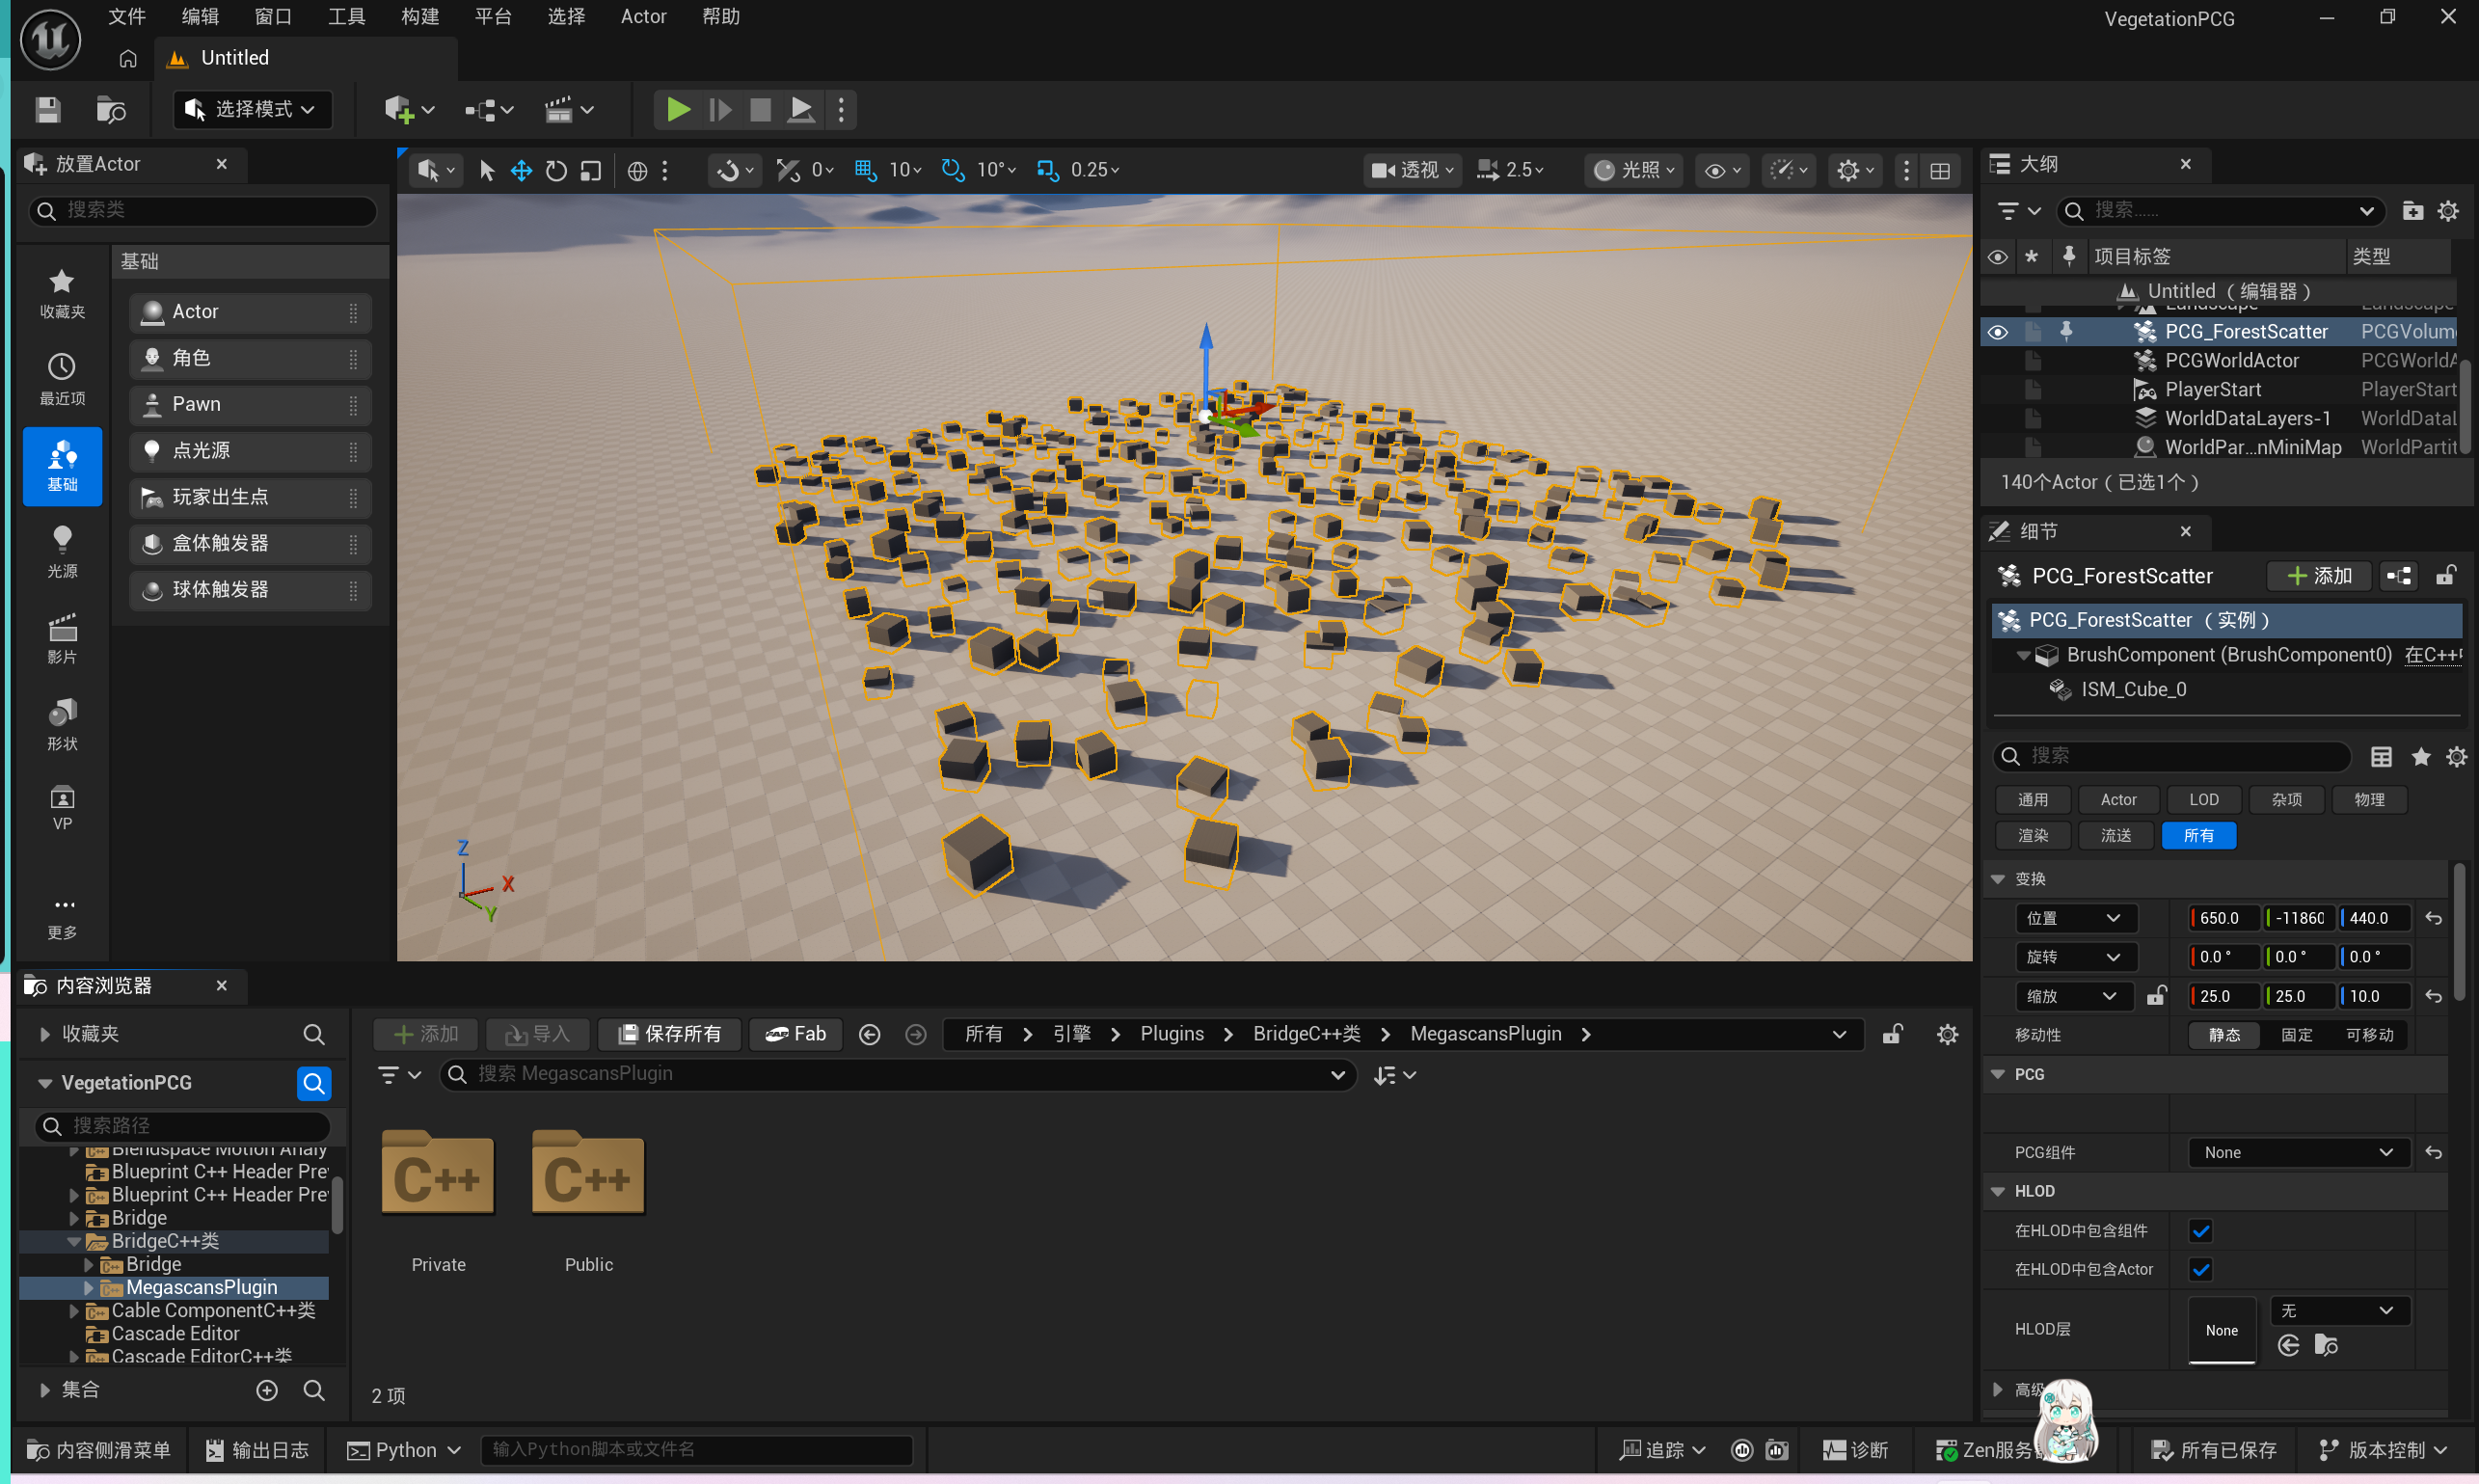 文件 编辑 窗口 工具 构建 平台 选择 Actor 帮助
VegetationPCG
Untitled
选择模式
放置Actor
搜索类
基础
收藏夹
最近项
基础
光源
影片
形状
VP
更多
Actor
角色
Pawn
点光源
玩家出生点
盒体触发器
球体触发器
0 10 10° 0.25
透视 2.5 光照
Z
X
Y
大纲
搜索......
项目标签 类型
Untitled（编辑器）
Landscape Landscape
PCG_ForestScatter PCGVolum
PCGWorldActor PCGWorldA
PlayerStart PlayerStart
WorldDataLayers-1 WorldDataL
WorldPar...nMiniMap WorldPartit
140个Actor（已选1个）
细节
PCG_ForestScatter 添加
PCG_ForestScatter（实例）
BrushComponent (BrushComponent0) 在C++
ISM_Cube_0
搜索
通用 Actor LOD 杂项 物理
渲染 流送 所有
变换
位置 650.0 -1186 440.0
旋转 0.0 ° 0.0 ° 0.0 °
缩放 25.0 25.0 10.0
移动性 静态 固定 可移动
PCG
PCG组件 None
HLOD
在HLOD中包含组件
在HLOD中包含Actor
HLOD层 None 无
高级
内容浏览器
收藏夹
VegetationPCG
搜索路径
Blendspace Motion Analy
Blueprint C++ Header Pre
Blueprint C++ Header Pre
Bridge
BridgeC++类
Bridge
MegascansPlugin
Cable ComponentC++类
Cascade Editor
Cascade EditorC++类
集合
添加 导入 保存所有 Fab
所有 引擎 Plugins BridgeC++类 MegascansPlugin
搜索 MegascansPlugin
C++ C++
Private Public
2 项
内容侧滑菜单 输出日志 Python 输入Python脚本或文件名
追踪 诊断 Zen服务 所有已保存 版本控制